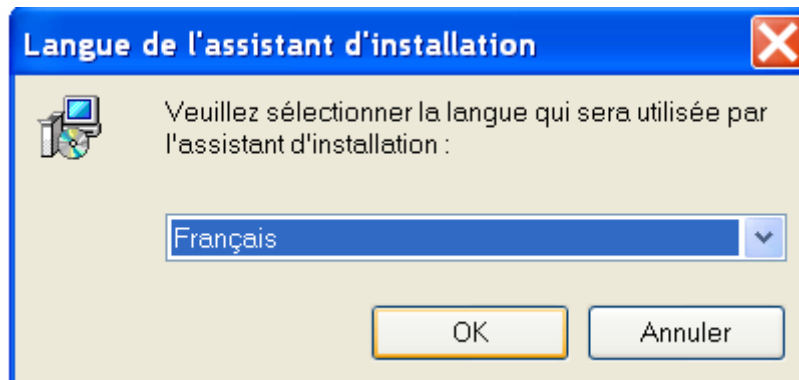 Langue de l'assistant d'installation
Veuillez sélectionner la langue qui sera utilisée par
l'assistant d'installation :
Français
OK
Annuler